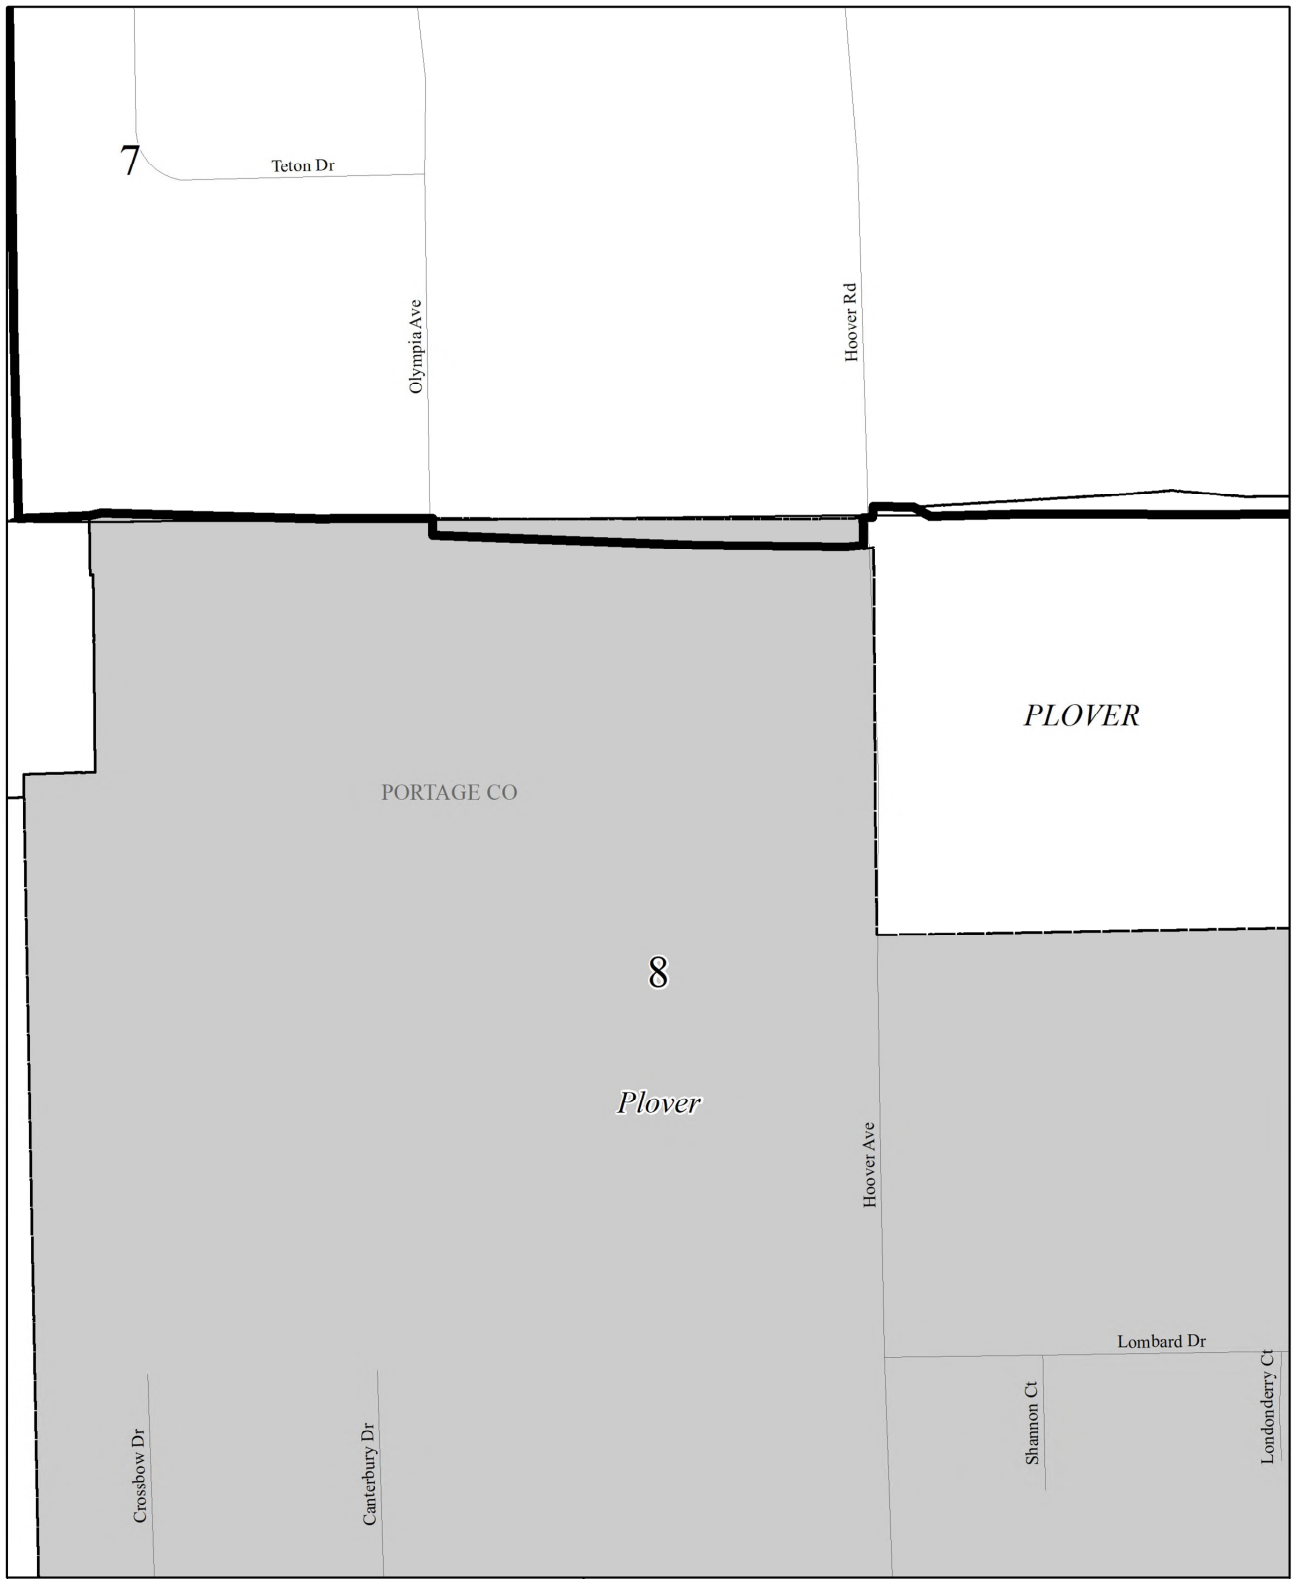 7
Teton Dr
Olympia Ave
Hoover Rd
PLOVER
PORTAGE CO
8
Plover
Hoover Ave
Lombard Dr
Shannon Ct
Londonderry Ct
Crossbow Dr
Canterbury Dr